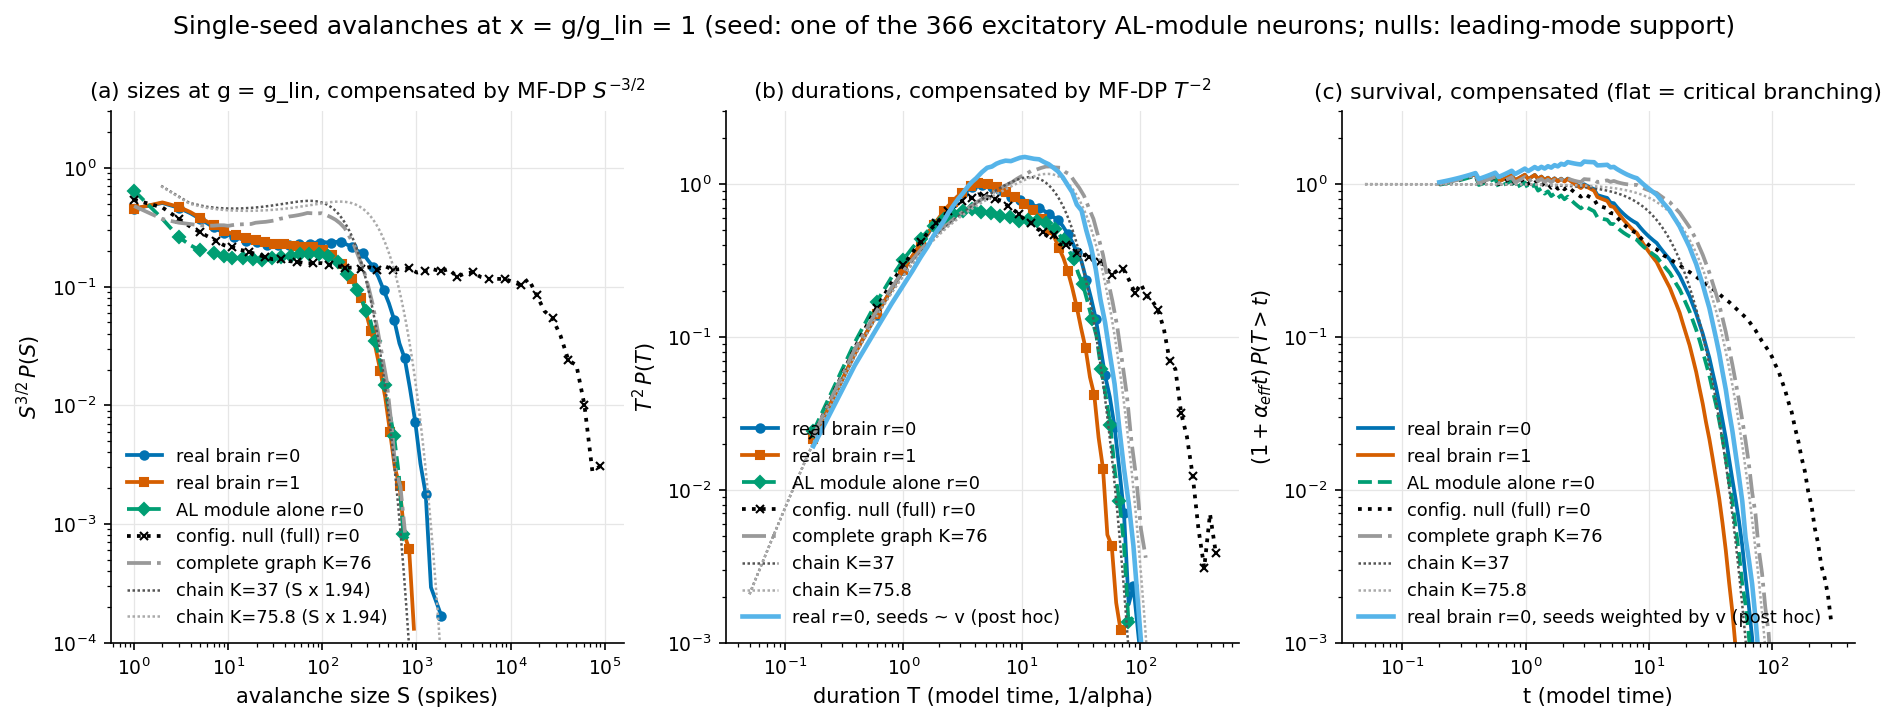 Single-seed avalanches at x = g/g_lin = 1 (seed: one of the 366 excitatory AL-module neurons; nulls: leading-mode support)
(a) sizes at g = g_lin, compensated by MF-DP S^{-3/2}
S^{3/2} P(S)
10^0
10^{-1}
10^{-2}
10^{-3}
10^{-4}
real brain r=0
real brain r=1
AL module alone r=0
config. null (full) r=0
complete graph K=76
chain K=37 (S x 1.94)
chain K=75.8 (S x 1.94)
10^0
10^1
10^2
10^3
10^4
10^5
avalanche size S (spikes)
(b) durations, compensated by MF-DP T^{-2}
T^2 P(T)
10^0
10^{-1}
10^{-2}
10^{-3}
real brain r=0
real brain r=1
AL module alone r=0
config. null (full) r=0
complete graph K=76
chain K=37
chain K=75.8
real r=0, seeds ~ v (post hoc)
10^{-1}
10^0
10^1
10^2
duration T (model time, 1/alpha)
(c) survival, compensated (flat = critical branching)
(1 + α_{eff}t) P(T > t)
10^0
10^{-1}
10^{-2}
10^{-3}
real brain r=0
real brain r=1
AL module alone r=0
config. null (full) r=0
complete graph K=76
chain K=37
chain K=75.8
real brain r=0, seeds weighted by v (post hoc)
10^{-1}
10^0
10^1
10^2
t (model time)